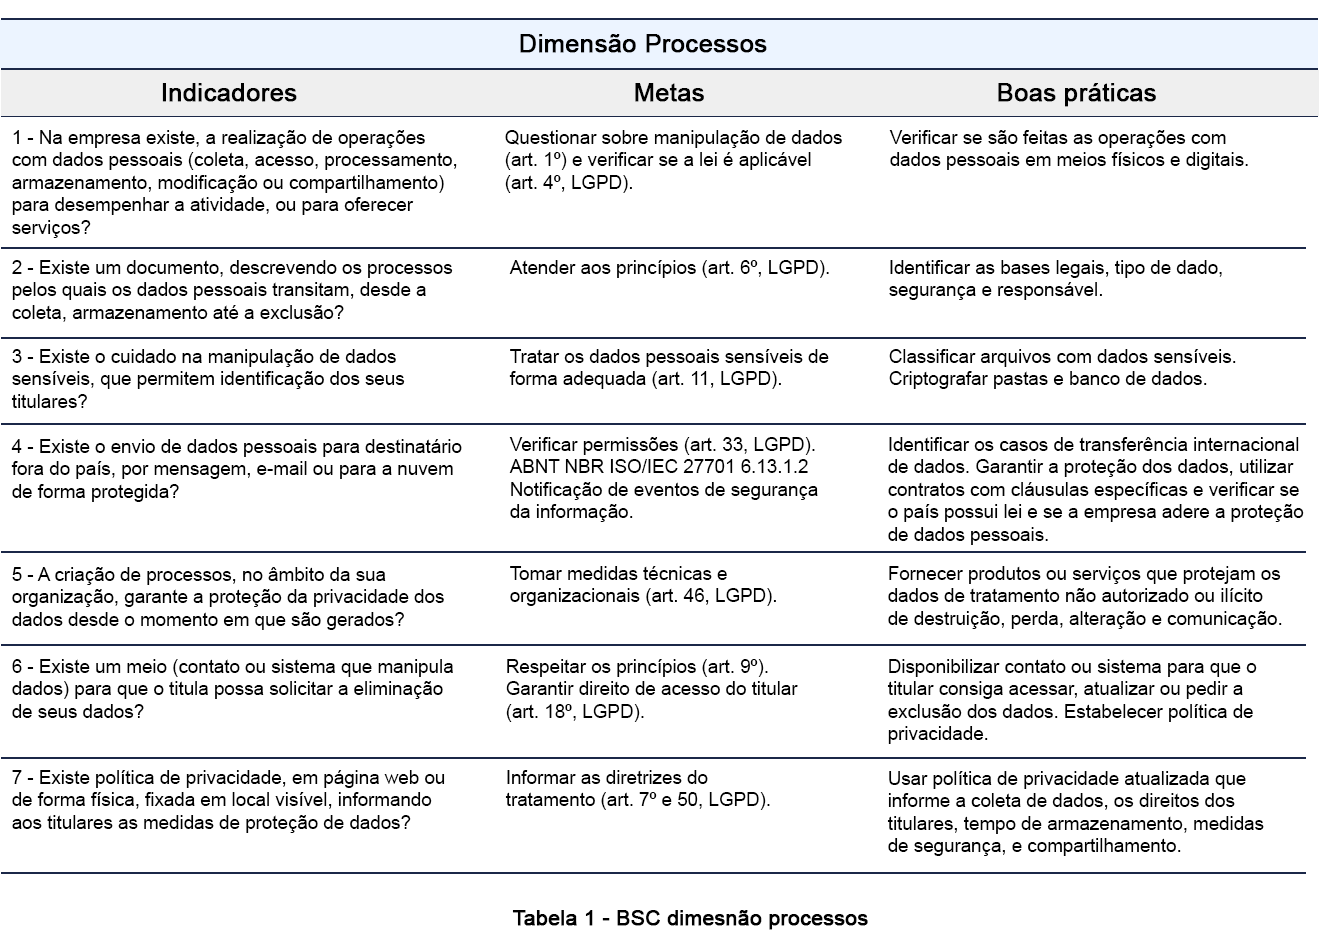 Dimensão Processos
Indicadores
Metas
Boas práticas
1 - Na empresa existe, a realização de operações
com dados pessoais (coleta, acesso, processamento,
armazenamento, modificação ou compartilhamento)
para desempenhar a atividade, ou para oferecer
serviços?
Questionar sobre manipulação de dados
(art. 1º) e verificar se a lei é aplicável
(art. 4º, LGPD).
Verificar se são feitas as operações com
dados pessoais em meios físicos e digitais.
2 - Existe um documento, descrevendo os processos
pelos quais os dados pessoais transitam, desde a
coleta, armazenamento até a exclusão?
Atender aos princípios (art. 6º, LGPD).
Identificar as bases legais, tipo de dado,
segurança e responsável.
3 - Existe o cuidado na manipulação de dados
sensíveis, que permitem identificação dos seus
titulares?
Tratar os dados pessoais sensíveis de
forma adequada (art. 11, LGPD).
Classificar arquivos com dados sensíveis.
Criptografar pastas e banco de dados.
4 - Existe o envio de dados pessoais para destinatário
fora do país, por mensagem, e-mail ou para a nuvem
de forma protegida?
Verificar permissões (art. 33, LGPD).
ABNT NBR ISO/IEC 27701 6.13.1.2
Notificação de eventos de segurança
da informação.
Identificar os casos de transferência internacional
de dados. Garantir a proteção dos dados, utilizar
contratos com cláusulas específicas e verificar se
o país possui lei e se a empresa adere a proteção
de dados pessoais.
5 - A criação de processos, no âmbito da sua
organização, garante a proteção da privacidade dos
dados desde o momento em que são gerados?
Tomar medidas técnicas e
organizacionais (art. 46, LGPD).
Fornecer produtos ou serviços que protejam os
dados de tratamento não autorizado ou ilícito
de destruição, perda, alteração e comunicação.
6 - Existe um meio (contato ou sistema que manipula
dados) para que o titula possa solicitar a eliminação
de seus dados?
Respeitar os princípios (art. 9º).
Garantir direito de acesso do titular
(art. 18º, LGPD).
Disponibilizar contato ou sistema para que o
titular consiga acessar, atualizar ou pedir a
exclusão dos dados. Estabelecer política de
privacidade.
7 - Existe política de privacidade, em página web ou
de forma física, fixada em local visível, informando
aos titulares as medidas de proteção de dados?
Informar as diretrizes do
tratamento (art. 7º e 50, LGPD).
Usar política de privacidade atualizada que
informe a coleta de dados, os direitos dos
titulares, tempo de armazenamento, medidas
de segurança, e compartilhamento.
Tabela 1 - BSC dimesnão processos